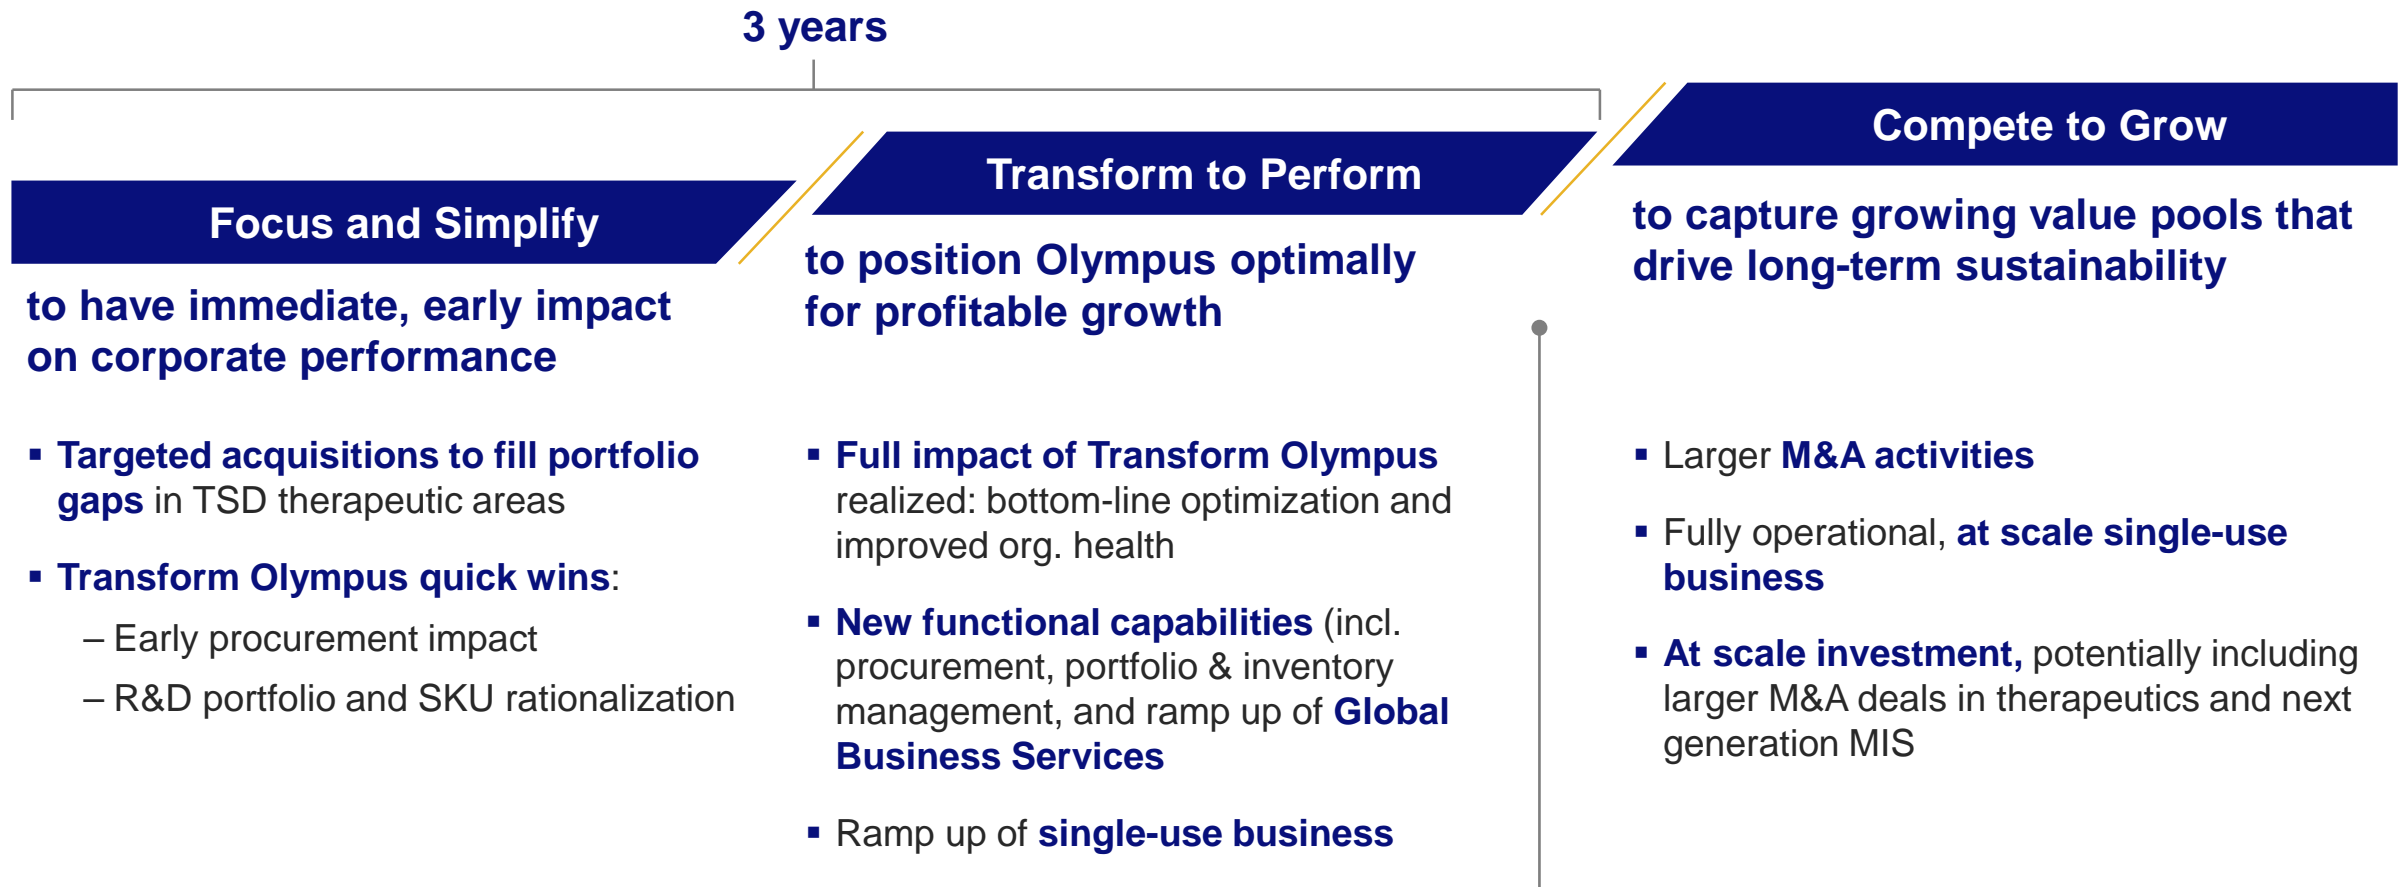 3 years
Focus and Simplify
to have immediate, early impact
on corporate performance
▪ Targeted acquisitions to fill portfolio
gaps in TSD therapeutic areas
▪ Transform Olympus quick wins:
– Early procurement impact
– R&D portfolio and SKU rationalization
Transform to Perform
to position Olympus optimally
for profitable growth
▪ Full impact of Transform Olympus
realized: bottom-line optimization and
improved org. health
▪ New functional capabilities (incl.
procurement, portfolio & inventory
management, and ramp up of Global
Business Services
▪ Ramp up of single-use business
Compete to Grow
to capture growing value pools that
drive long-term sustainability
▪ Larger M&A activities
▪ Fully operational, at scale single-use
business
▪ At scale investment, potentially including
larger M&A deals in therapeutics and next
generation MIS